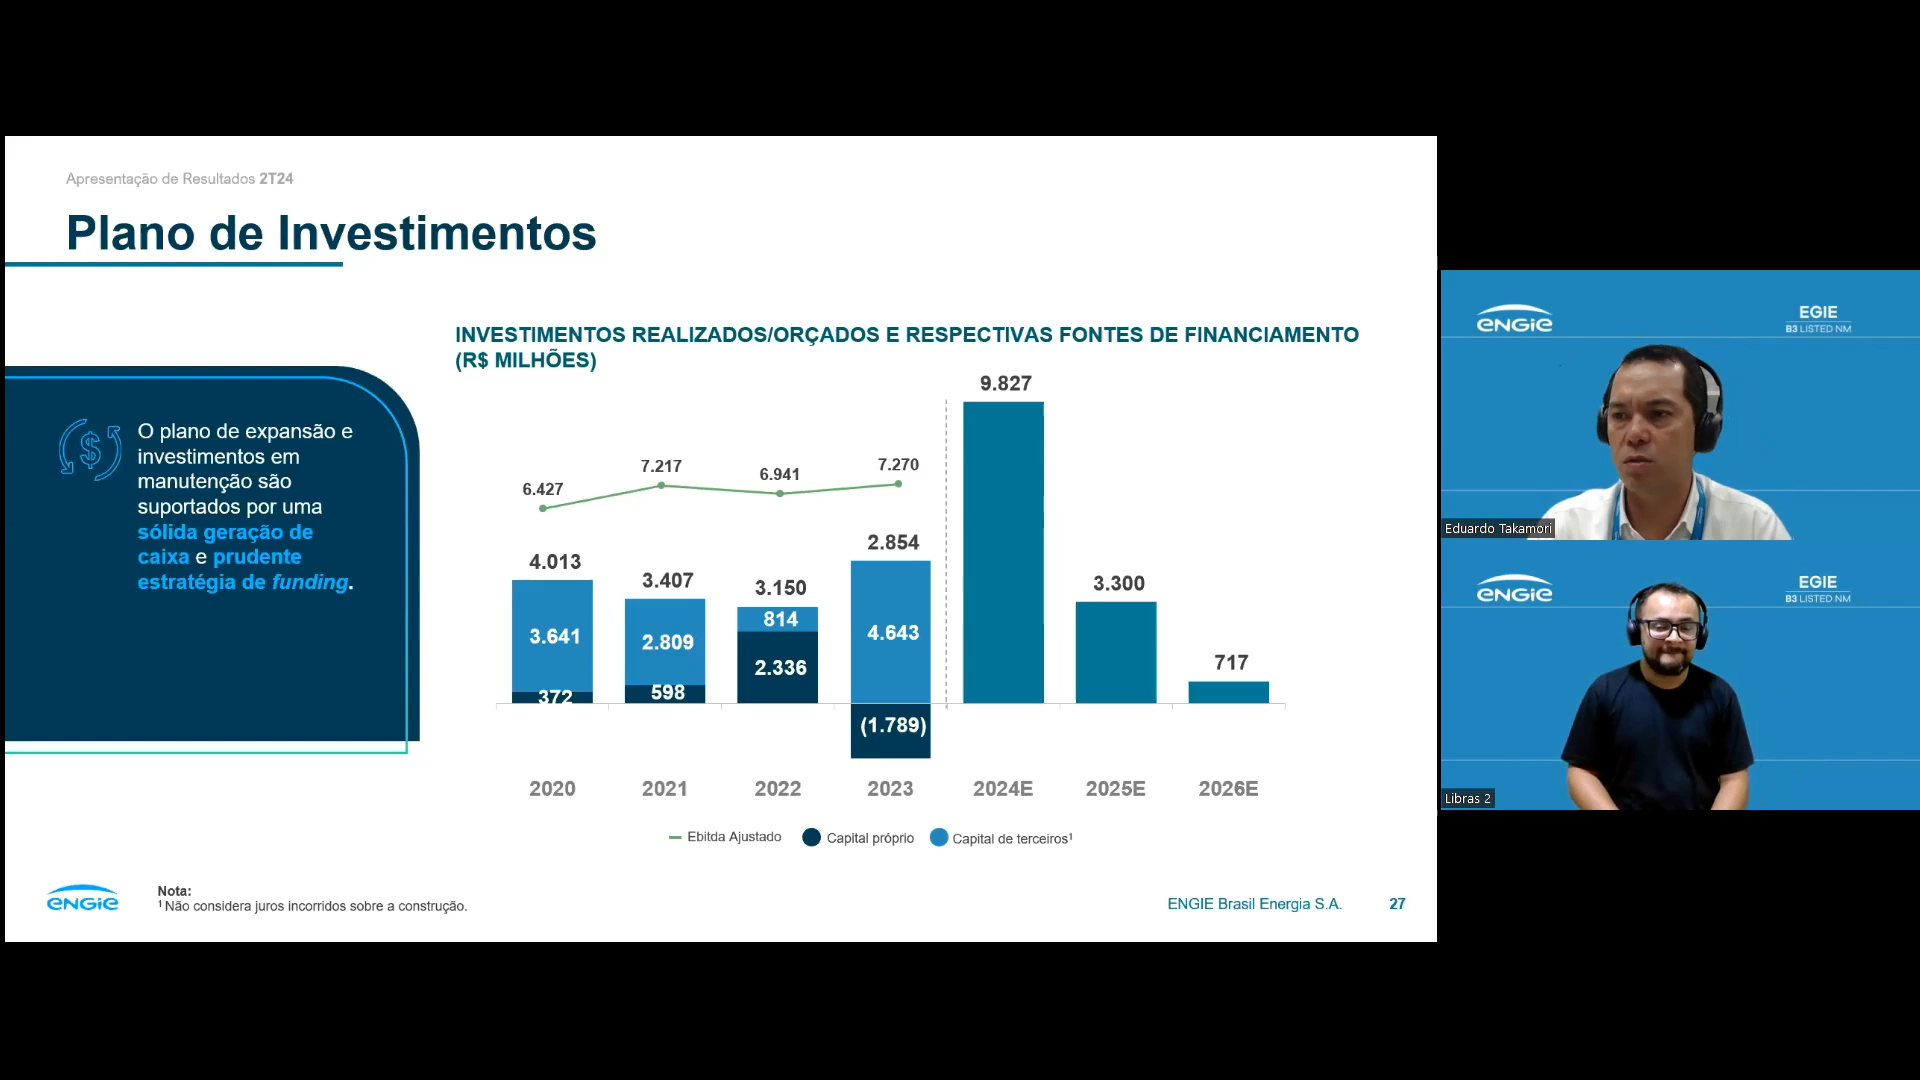 Apresentação de Resultados 2T24
Plano de Investimentos
O plano de expansão e
investimentos em
manutenção são
suportados por uma
sólida geração de
caixa e prudente
estratégia de funding.
INVESTIMENTOS REALIZADOS/ORÇADOS E RESPECTIVAS FONTES DE FINANCIAMENTO
(R$ MILHÕES)
9.827
6.427
7.217
6.941
7.270
4.013
3.407
3.150
2.854
3.300
717
3.641
2.809
814
4.643
372
598
2.336
(1.789)
2020 2021 2022 2023 2024E 2025E 2026E
Ebitda Ajustado Capital próprio Capital de terceiros¹
ENGIE
Nota:
¹ Não considera juros incorridos sobre a construção.
ENGIE Brasil Energia S.A. 27
ENGIE
EGIE
B3 LISTED NM
Eduardo Takamori
ENGIE
EGIE
B3 LISTED NM
Libras 2